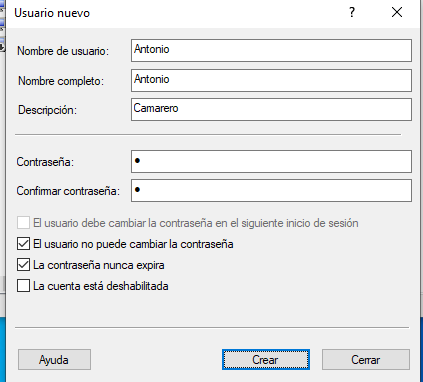 Usuario nuevo ?
Nombre de usuario: Antonio
Nombre completo: Antonio
Descripción: Camarero
Contraseña: ●
Confirmar contraseña: ●
El usuario debe cambiar la contraseña en el siguiente inicio de sesión
El usuario no puede cambiar la contraseña
La contraseña nunca expira
La cuenta está deshabilitada
Ayuda Crear Cerrar